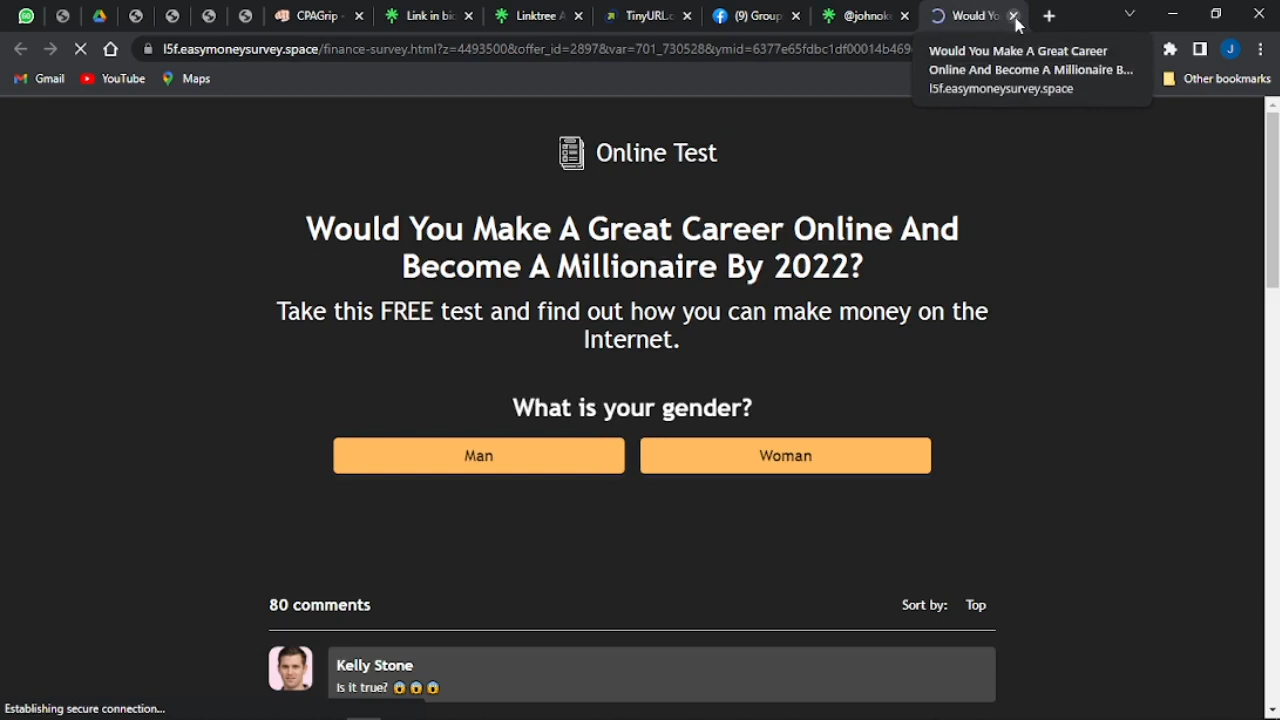 CPAGrip
Link in bi
Linktree
TinyURL.
(9) Group
@johnok
Would Yo
l5f.easymoneysurvey.space/finance-survey.html?z=4493500&offer_id=2897&var=701_730528&ymid=6377e65fdbc1df00014b469
J
Would You Make A Great Career
Online And Become A Millionaire B...
l5f.easymoneysurvey.space
Gmail
YouTube
Maps
Other bookmarks
Online Test
Would You Make A Great Career Online And
Become A Millionaire By 2022?
Take this FREE test and find out how you can make money on the
Internet.
What is your gender?
Man
Woman
80 comments
Sort by: Top
Kelly Stone
Is it true? 😱 😱 😱
Establishing secure connection...